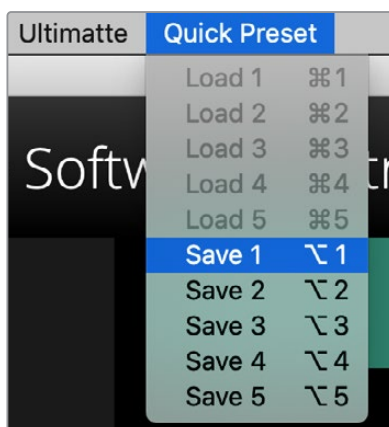 Ultimatte Quick Preset
Load 1 ⌘1
Load 2 ⌘2
Load 3 ⌘3
Load 4 ⌘4
Load 5 ⌘5
Save 1 ⌥1
Save 2 ⌥2
Save 3 ⌥3
Save 4 ⌥4
Save 5 ⌥5